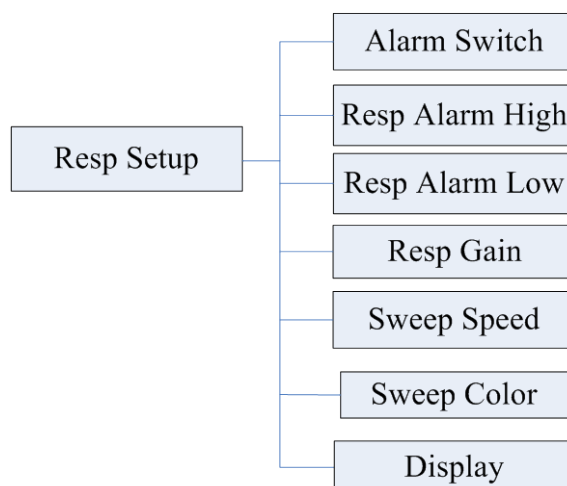 Alarm Switch
Resp Alarm High
Resp Setup
Resp Alarm Low
Resp Gain
Sweep Speed
Sweep Color
Display